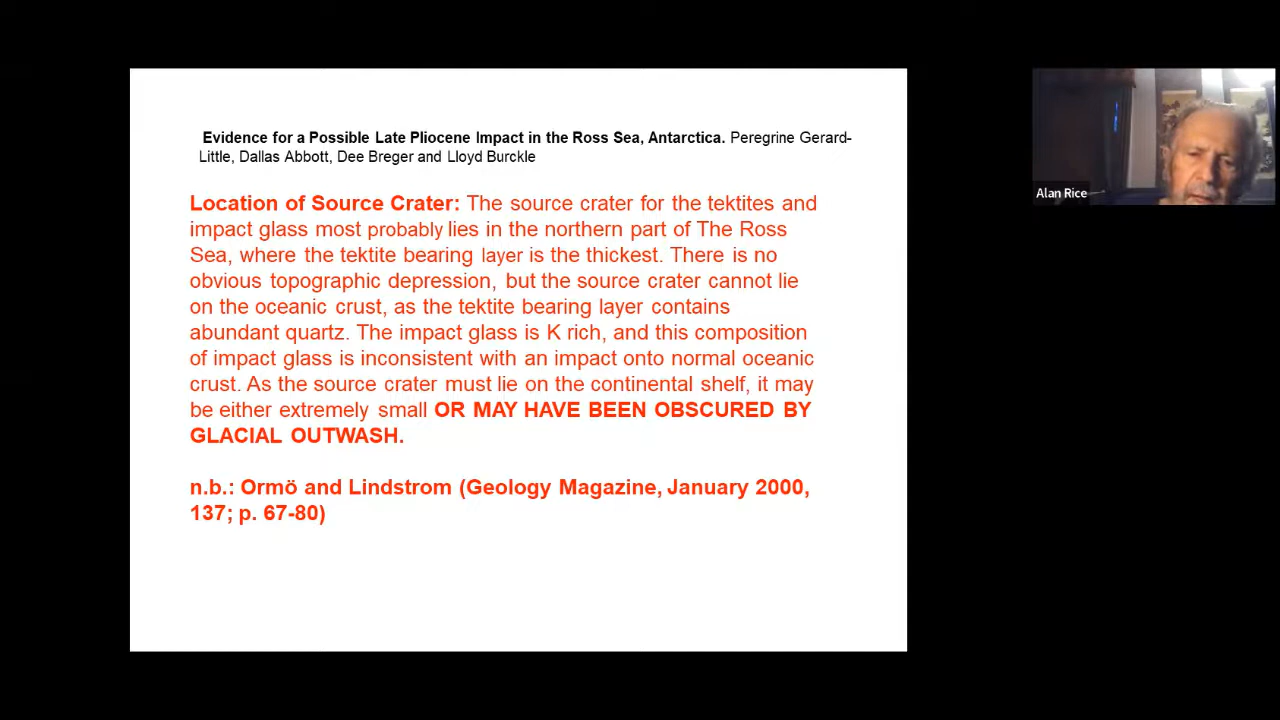 Evidence for a Possible Late Pliocene Impact in the Ross Sea, Antarctica. Peregrine Gerard-
Little, Dallas Abbott, Dee Breger and Lloyd Burckle
Location of Source Crater: The source crater for the tektites and
impact glass most probably lies in the northern part of The Ross
Sea, where the tektite bearing layer is the thickest. There is no
obvious topographic depression, but the source crater cannot lie
on the oceanic crust, as the tektite bearing layer contains
abundant quartz. The impact glass is K rich, and this composition
of impact glass is inconsistent with an impact onto normal oceanic
crust. As the source crater must lie on the continental shelf, it may
be either extremely small OR MAY HAVE BEEN OBSCURED BY
GLACIAL OUTWASH.
n.b.: Ormö and Lindstrom (Geology Magazine, January 2000,
137; p. 67-80)
Alan Rice